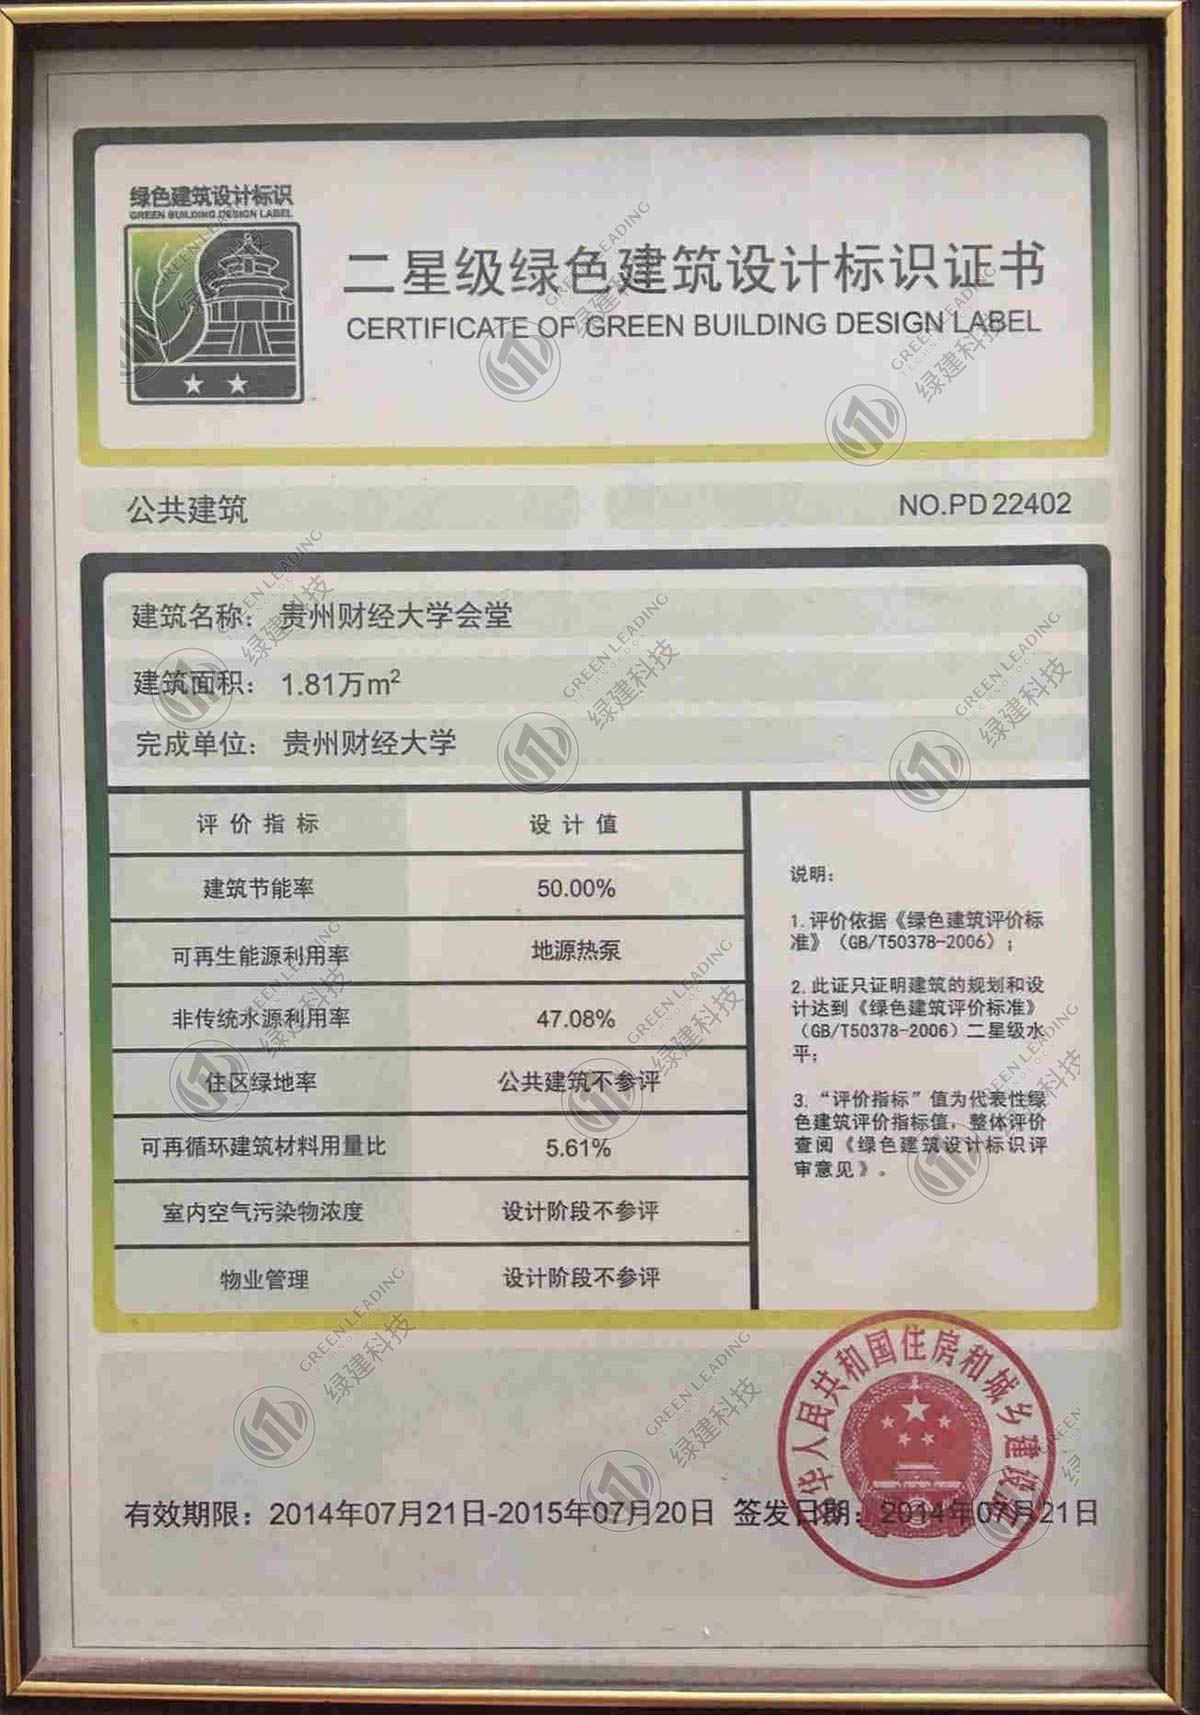 绿色建筑设计标识
GREEN BUILDING DESIGN LABEL
二星级绿色建筑设计标识证书
CERTIFICATE OF GREEN BUILDING DESIGN LABEL
公共建筑
NO.PD22402
建筑名称： 贵州财经大学会堂
建筑面积： 1.81万m²
完成单位： 贵州财经大学
评价指标 设计值
建筑节能率 50.00%
可再生能源利用率 地源热泵
非传统水源利用率 47.08%
住区绿地率 公共建筑不参评
可再循环建筑材料用量比 5.61%
室内空气污染物浓度 设计阶段不参评
物业管理 设计阶段不参评
说明：
1.评价依据《绿色建筑评价标
准》（GB/T50378-2006）；
2.此证只证明建筑的规划和设
计达到《绿色建筑评价标准》
（GB/T50378-2006）二星级水
平；
3.“评价指标”值为代表性绿
色建筑评价指标值，整体评价
查阅《绿色建筑设计标识评
审意见》。
中华人民共和国住房和城乡建设部
有效期限：2014年07月21日-2015年07月20日 签发日期：2014年07月21日
GREEN LEADING
TECHNOLOGY
绿建科技